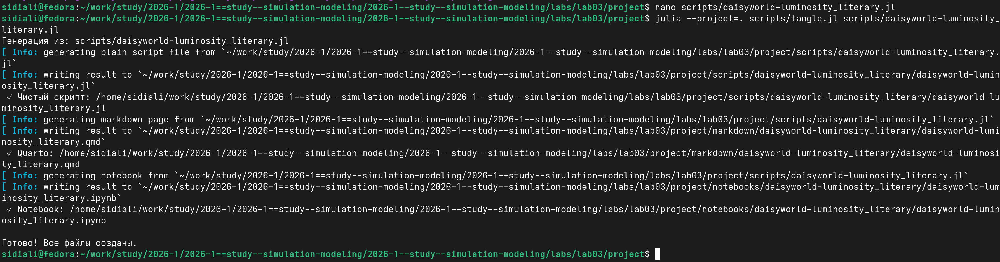 sidiali@fedora:~/work/study/2026-1/2026-1==study--simulation-modeling/2026-1--study--simulation-modeling/labs/lab03/project$ nano scripts/daisyworld-luminosity_literary.jl
sidiali@fedora:~/work/study/2026-1/2026-1==study--simulation-modeling/2026-1--study--simulation-modeling/labs/lab03/project$ julia --project=. scripts/tangle.jl scripts/daisyworld-luminosity_
literary.jl
Генерация из: scripts/daisyworld-luminosity_literary.jl
[ Info: generating plain script file from `~/work/study/2026-1/2026-1==study--simulation-modeling/2026-1--study--simulation-modeling/labs/lab03/project/scripts/daisyworld-luminosity_literary.
jl`
[ Info: writing result to `~/work/study/2026-1/2026-1==study--simulation-modeling/2026-1--study--simulation-modeling/labs/lab03/project/scripts/daisyworld-luminosity_literary/daisyworld-lumin
osity_literary.jl`
 ✓ Чистый скрипт: /home/sidiali/work/study/2026-1/2026-1==study--simulation-modeling/2026-1--study--simulation-modeling/labs/lab03/project/scripts/daisyworld-luminosity_literary/daisyworld-lu
minosity_literary.jl
[ Info: generating markdown page from `~/work/study/2026-1/2026-1==study--simulation-modeling/2026-1--study--simulation-modeling/labs/lab03/project/scripts/daisyworld-luminosity_literary.jl`
[ Info: writing result to `~/work/study/2026-1/2026-1==study--simulation-modeling/2026-1--study--simulation-modeling/labs/lab03/project/markdown/daisyworld-luminosity_literary/daisyworld-lumi
nosity_literary.qmd`
 ✓ Quarto: /home/sidiali/work/study/2026-1/2026-1==study--simulation-modeling/2026-1--study--simulation-modeling/labs/lab03/project/markdown/daisyworld-luminosity_literary/daisyworld-luminosi
ty_literary.qmd
[ Info: generating notebook from `~/work/study/2026-1/2026-1==study--simulation-modeling/2026-1--study--simulation-modeling/labs/lab03/project/scripts/daisyworld-luminosity_literary.jl`
[ Info: writing result to `~/work/study/2026-1/2026-1==study--simulation-modeling/2026-1--study--simulation-modeling/labs/lab03/project/notebooks/daisyworld-luminosity_literary/daisyworld-lum
inosity_literary.ipynb`
 ✓ Notebook: /home/sidiali/work/study/2026-1/2026-1==study--simulation-modeling/2026-1--study--simulation-modeling/labs/lab03/project/notebooks/daisyworld-luminosity_literary/daisyworld-lumin
osity_literary.ipynb
Готово! Все файлы созданы.
sidiali@fedora:~/work/study/2026-1/2026-1==study--simulation-modeling/2026-1--study--simulation-modeling/labs/lab03/project$